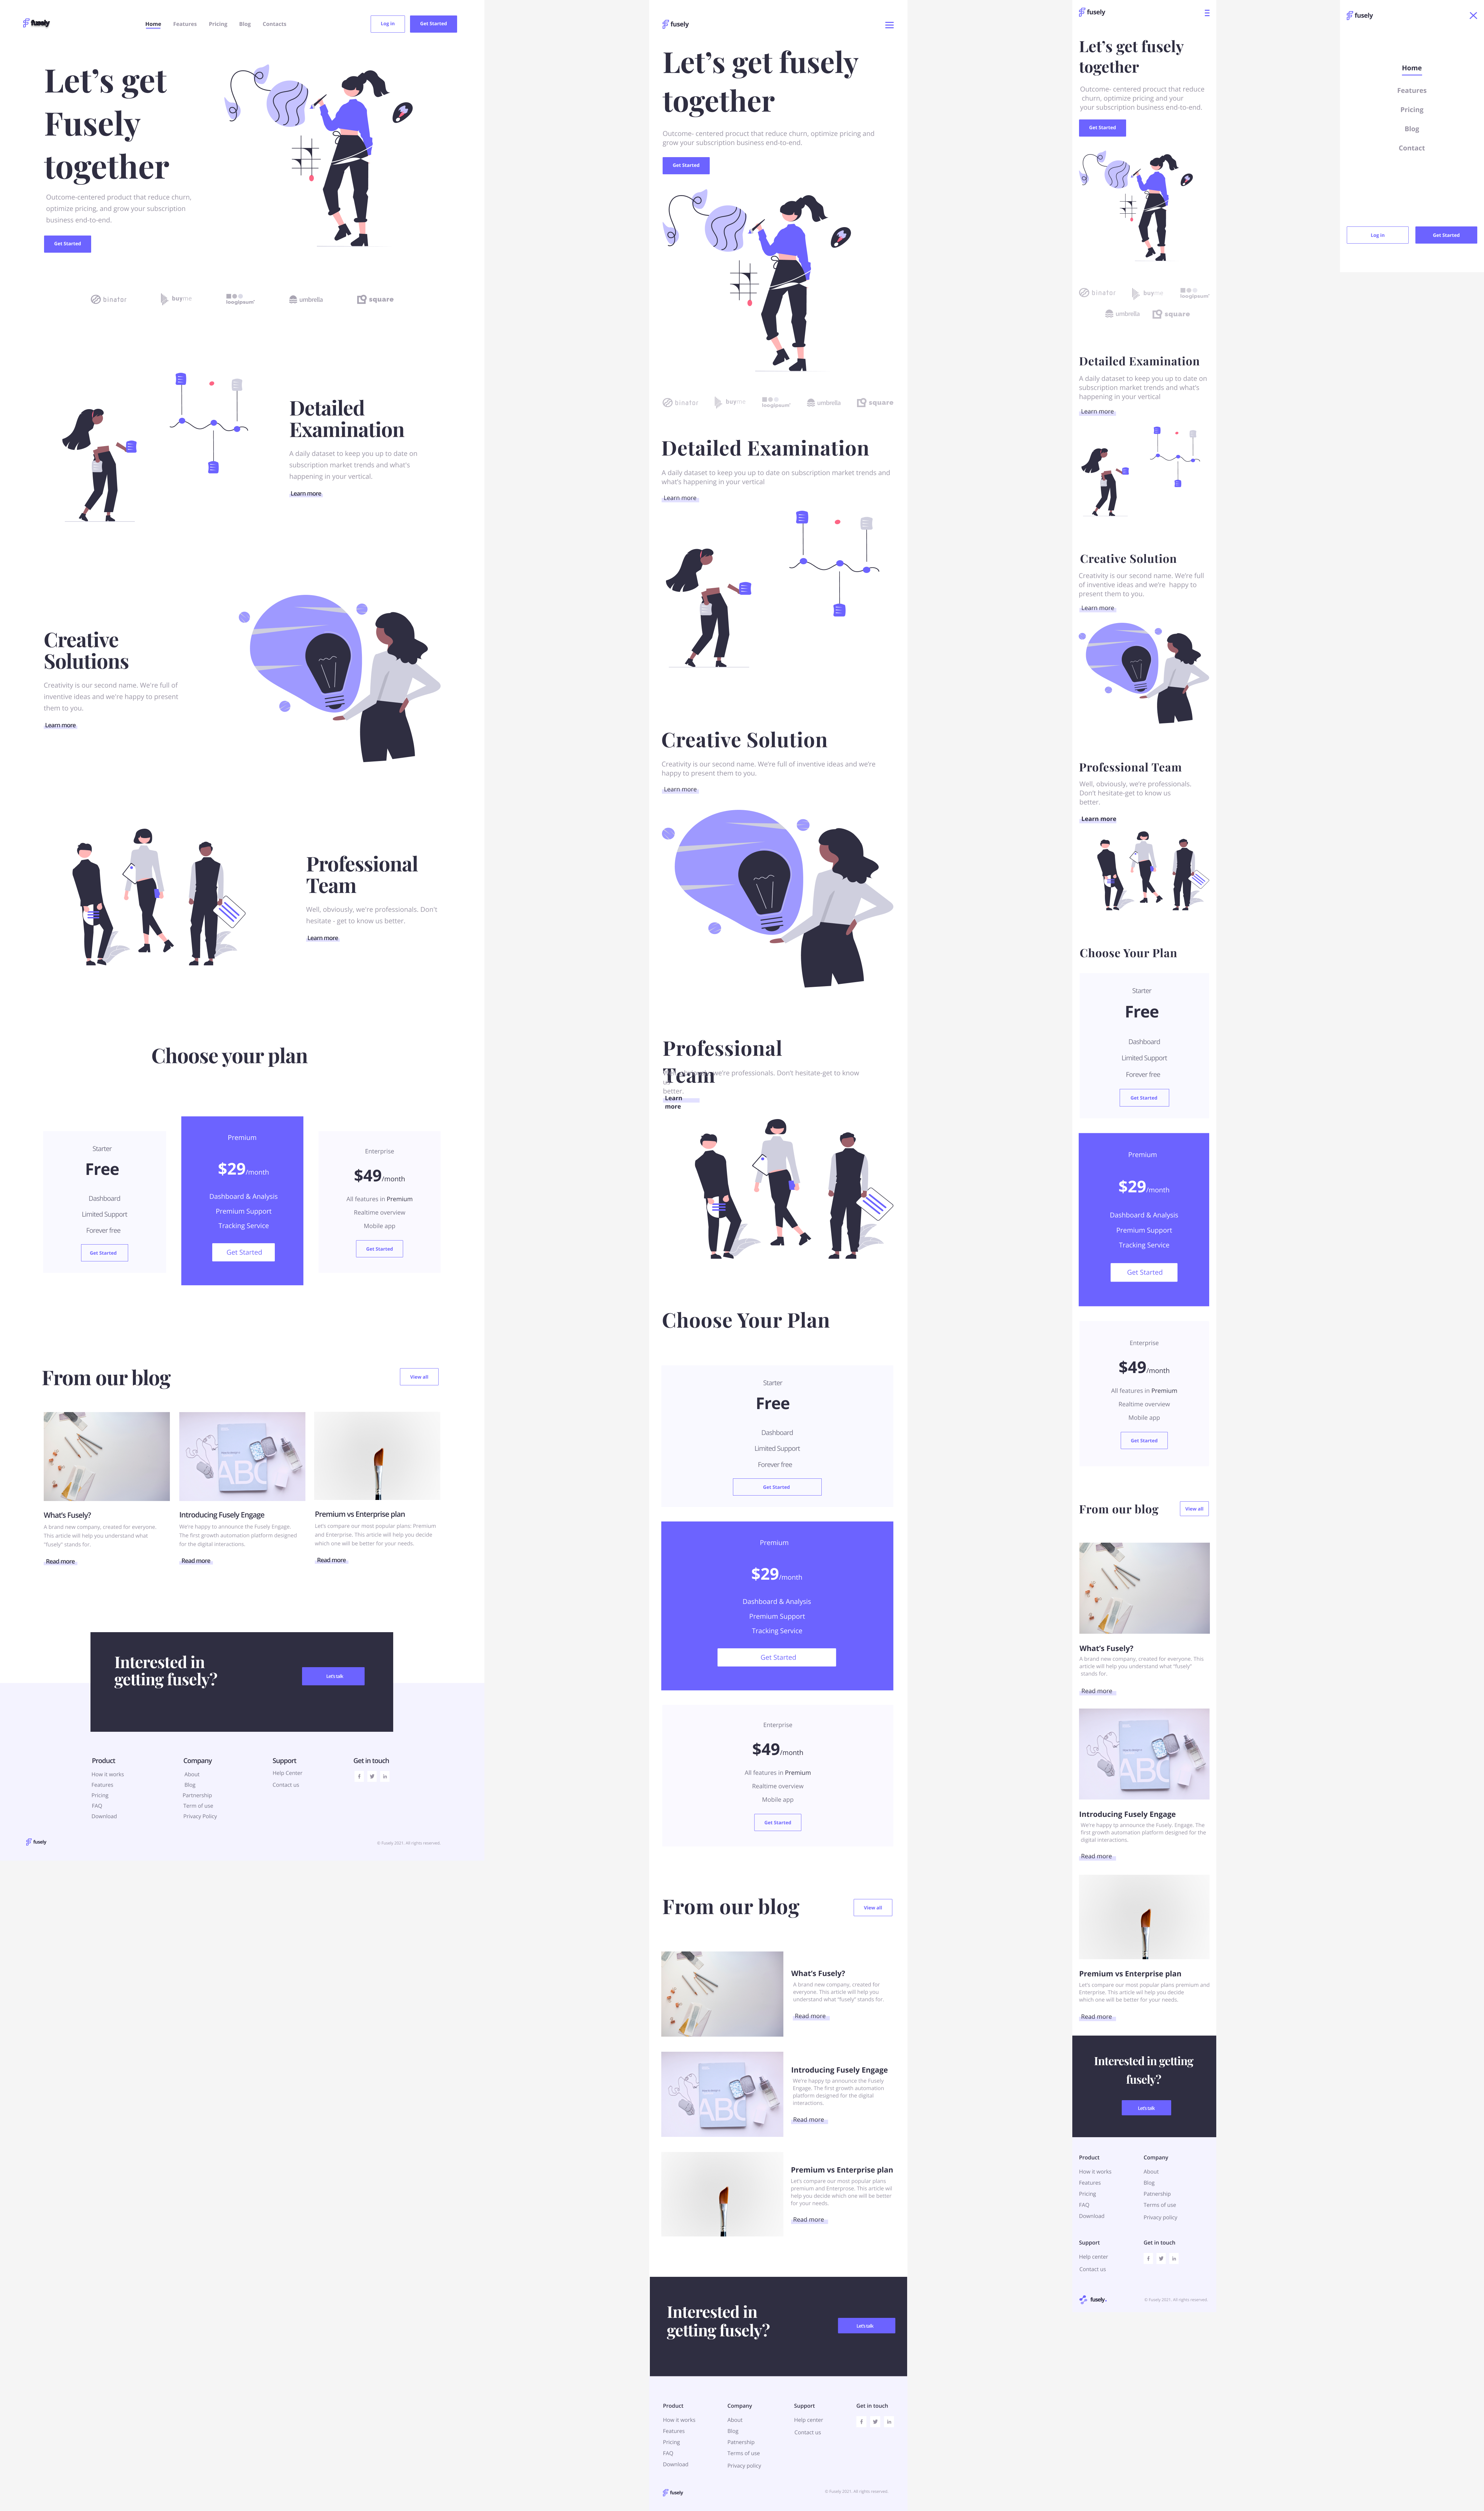 fusely
Home
Features
Pricing
Blog
Contacts
Log in
Get Started
Let's get
Fusely
together
Outcome-centered product that reduce churn,
optimize pricing, and grow your subscription
business end-to-end.
Get Started
binafor
buyme
loogipsum'
umbrella
square
Detailed
Examination
A daily dataset to keep you up to date on
subscription market trends and what's
happening in your vertical.
Learn more
Creative
Solutions
Creativity is our second name. We're full of
inventive ideas and we're happy to present
them to you.
Learn more
Professional
Team
Well, obviously, we're professionals. Don't
hesitate - get to know us better.
Learn more
Choose your plan
Starter
Free
Dashboard
Limited Support
Forever free
Get Started
Premium
$29/month
Dashboard & Analysis
Premium Support
Tracking Service
Get Started
Enterprise
$49/month
All features in Premium
Realtime overview
Mobile app
Get Started
From our blog
View all
ABC
What's Fusely?
A brand new company, created for everyone.
This article will help you understand what
"fusely" stands for.
Read more
Introducing Fusely Engage
We're happy to announce the Fusely Engage.
The first growth automation platform designed
for the digital interactions.
Read more
Premium vs Enterprise plan
Let's compare our most popular plans: Premium
and Enterprise. This article will help you decide
which one will be better for your needs.
Read more
Interested in
getting fusely?
Let's talk
Product
How it works
Features
Pricing
FAQ
Download
Company
About
Blog
Partnership
Term of use
Privacy Policy
Support
Help Center
Contact us
Get in touch
fusely
© Fusely 2021. All rights reserved
fusely
Let's get fusely
together
Outcome- centered procuct that reduce churn, optimize pricing and
grow your subscription business end-to-end.
Get Started
binafor
buyme
loogipsum'
umbrella
square
Detailed Examination
A daily dataset to keep you up to date on subscription market trends and
what's happening in your vertical
Learn more
Creative Solution
Creativity is our second name. We're full of inventive ideas and we're
happy to present them to you.
Learn more
Professional
Team
we're professionals. Don't hesitate-get to know
better.
Learn
more
Choose Your Plan
Starter
Free
Dashboard
Limited Support
Forever free
Get Started
Premium
$29/month
Dashboard & Analysis
Premium Support
Tracking Service
Get Started
Enterprise
$49/month
All features in Premium
Realtime overview
Mobile app
Get Started
From our blog
View all
What's Fusely?
A brand new company, created for
everyone. This article will help you
understand what "fusely" stands for.
Read more
ABC
Introducing Fusely Engage
We're happy tp announce the Fusely
Engage. The first growth automation
platform designed for the digital
interactions.
Read more
Premium vs Enterprise plan
Let's compare our most popular plans
premium and Enterprose. This article wil
help you decide which one will be better
for your needs.
Read more
Interested in
getting fusely?
Let's talk
Product
How it works
Features
Pricing
FAQ
Download
Company
About
Blog
Patnership
Terms of use
Privacy policy
Support
Help center
Contact us
Get in touch
fusely
© Fusely 2021. All rights reserved
fusely
Let's get fusely
together
Outcome- centered procuct that reduce
churn, optimize pricing and your
your subscription business end-to-end.
Get Started
binafor
buyme
loogipsum'
umbrella
square
Detailed Examination
A daily dataset to keep you up to date on
subscription market trends and what's
happening in your vertical
Learn more
Creative Solution
Creativity is our second name. We're full
of inventive ideas and we're happy to
present them to you.
Learn more
Professional Team
Well, obviously, we're professionals.
Don't hesitate-get to know us
better.
Learn more
Choose Your Plan
Starter
Free
Dashboard
Limited Support
Forever free
Get Started
Premium
$29/month
Dashboard & Analysis
Premium Support
Tracking Service
Get Started
Enterprise
$49/month
All features in Premium
Realtime overview
Mobile app
Get Started
From our blog
View all
What's Fusely?
A brand new company, created for everyone. This
article will help you understand what "fusely"
stands for.
Read more
ABC
Introducing Fusely Engage
We're happy tp announce the Fusely. Engage. The
first growth automation platform designed for the
digital interactions.
Read more
Premium vs Enterprise plan
Let's compare our most popular plans premium and
Enterprise. This article wil help you decide
which one will be better for your needs.
Read more
Interested in getting
fusely?
Let's talk
Product
How it works
Features
Pricing
FAQ
Download
Company
About
Blog
Patnership
Terms of use
Privacy policy
Support
Help center
Contact us
Get in touch
fusely.
© Fusely 2021. All rights reserved
fusely
Home
Features
Pricing
Blog
Contact
Log in
Get Started